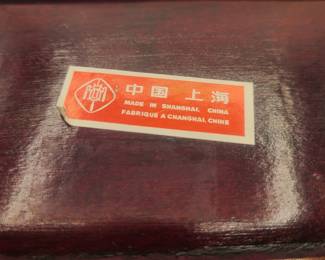 中国 上海
MADE IN SHANGHAI, CHINA
FABRIQUÉ A CHANGHAI, CHINE